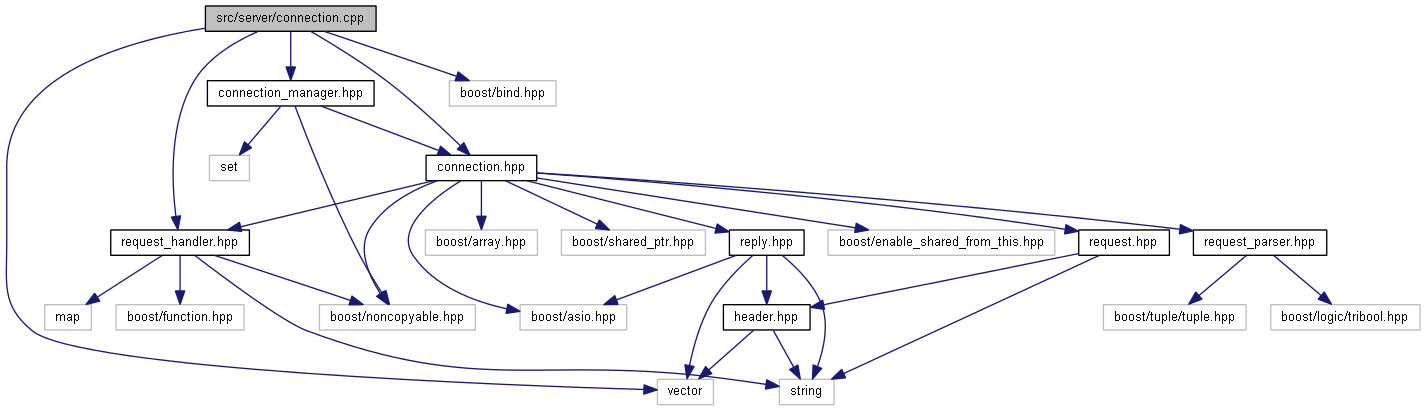 src/server/connection.cpp
connection_manager.hpp
boost/bind.hpp
set
connection.hpp
request_handler.hpp
boost/array.hpp
boost/shared_ptr.hpp
reply.hpp
boost/enable_shared_from_this.hpp
request.hpp
request_parser.hpp
map
boost/function.hpp
boost/noncopyable.hpp
boost/asio.hpp
header.hpp
boost/tuple/tuple.hpp
boost/logic/tribool.hpp
vector
string